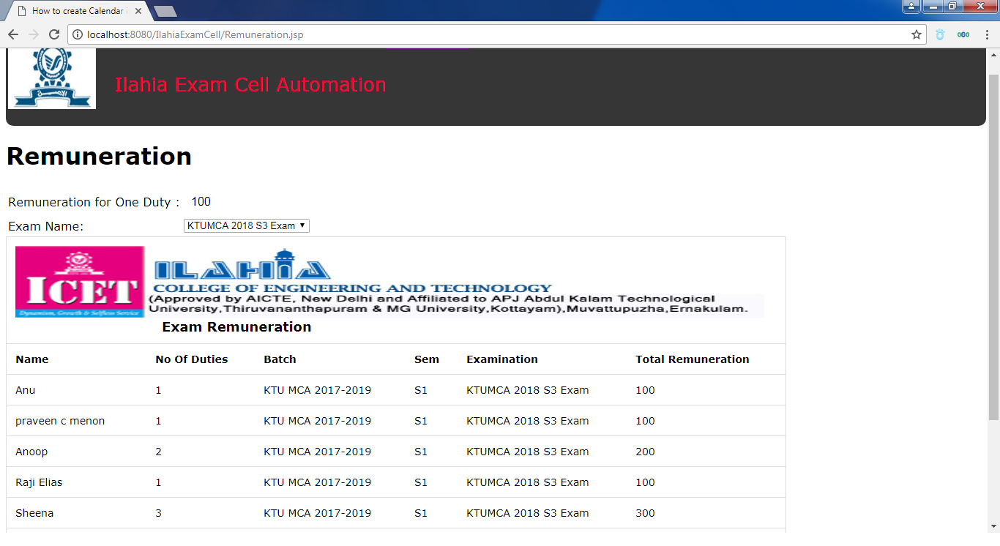 How to create Calendar i
localhost:8080/IlahiaExamCell/Remuneration.jsp
Ilahia Exam Cell Automation
Remuneration
Remuneration for One Duty : 100
Exam Name: KTUMCA 2018 S3 Exam
ICET
Dynamism, Growth & Selfless Service
ILAHIA
COLLEGE OF ENGINEERING AND TECHNOLOGY
(Approved by AICTE, New Delhi and Affiliated to APJ Abdul Kalam Technological
University,Thiruvananthapuram & MG University,Kottayam),Muvattupuzha,Ernakulam.
Exam Remuneration
Name No Of Duties Batch Sem Examination Total Remuneration
Anu 1 KTU MCA 2017-2019 S1 KTUMCA 2018 S3 Exam 100
praveen c menon 1 KTU MCA 2017-2019 S1 KTUMCA 2018 S3 Exam 100
Anoop 2 KTU MCA 2017-2019 S1 KTUMCA 2018 S3 Exam 200
Raji Elias 1 KTU MCA 2017-2019 S1 KTUMCA 2018 S3 Exam 100
Sheena 3 KTU MCA 2017-2019 S1 KTUMCA 2018 S3 Exam 300